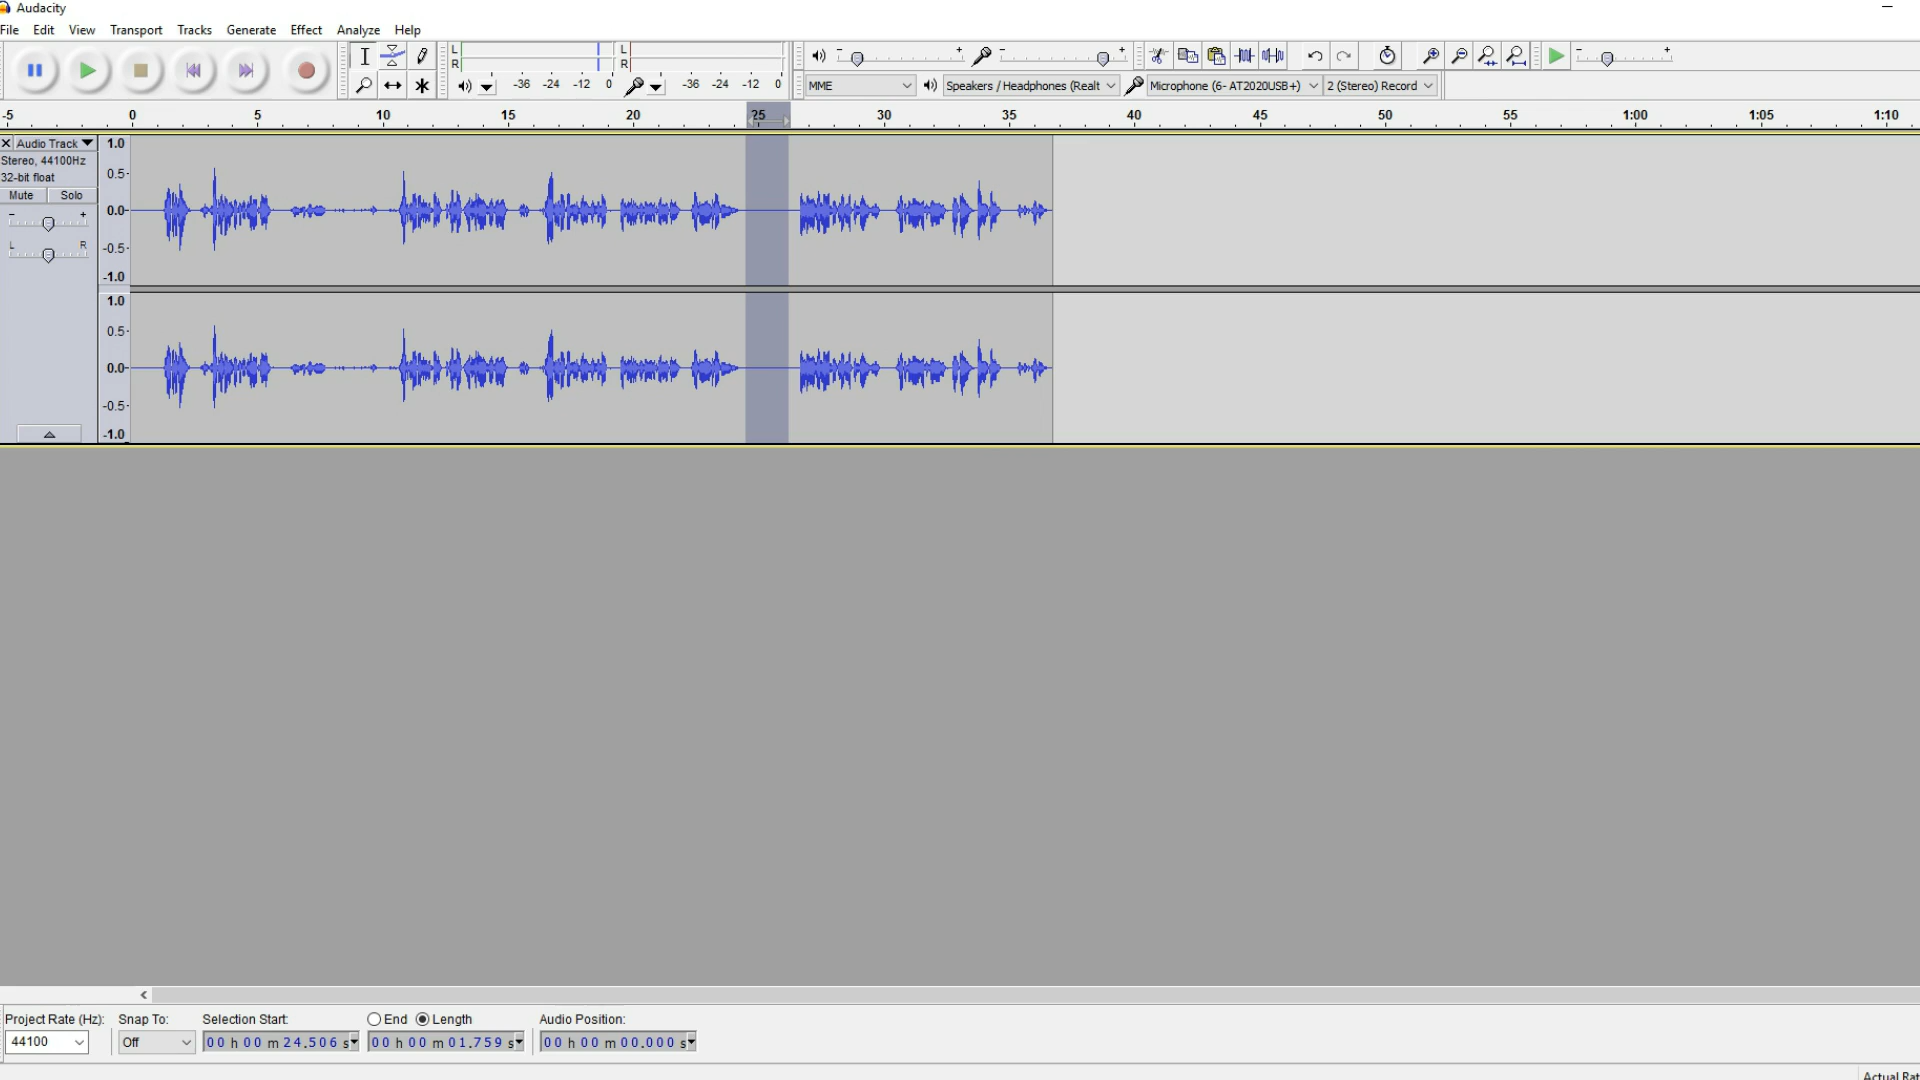 Audacity
File Edit View Transport Tracks Generate Effect Analyze Help
L
R
-36 -24 -12 0
L
R
-36 -24 -12 0
- +
- +
- +
MME
Speakers / Headphones (Realt
Microphone (6- AT2020USB+)
2 (Stereo) Record
-5 0 5 10 15 20 25 30 35 40 45 50 55 1:00 1:05 1:10
Audio Track
Stereo, 44100Hz
32-bit float
Mute Solo
- +
L R
1.0
0.5-
0.0-
-0.5-
-1.0
1.0
0.5-
0.0-
-0.5-
-1.0
Project Rate (Hz): Snap To: Selection Start: End Length Audio Position:
44100 Off 00 h 00 m 24.506 s 00 h 00 m 01.759 s 00 h 00 m 00.000 s
Actual Rat